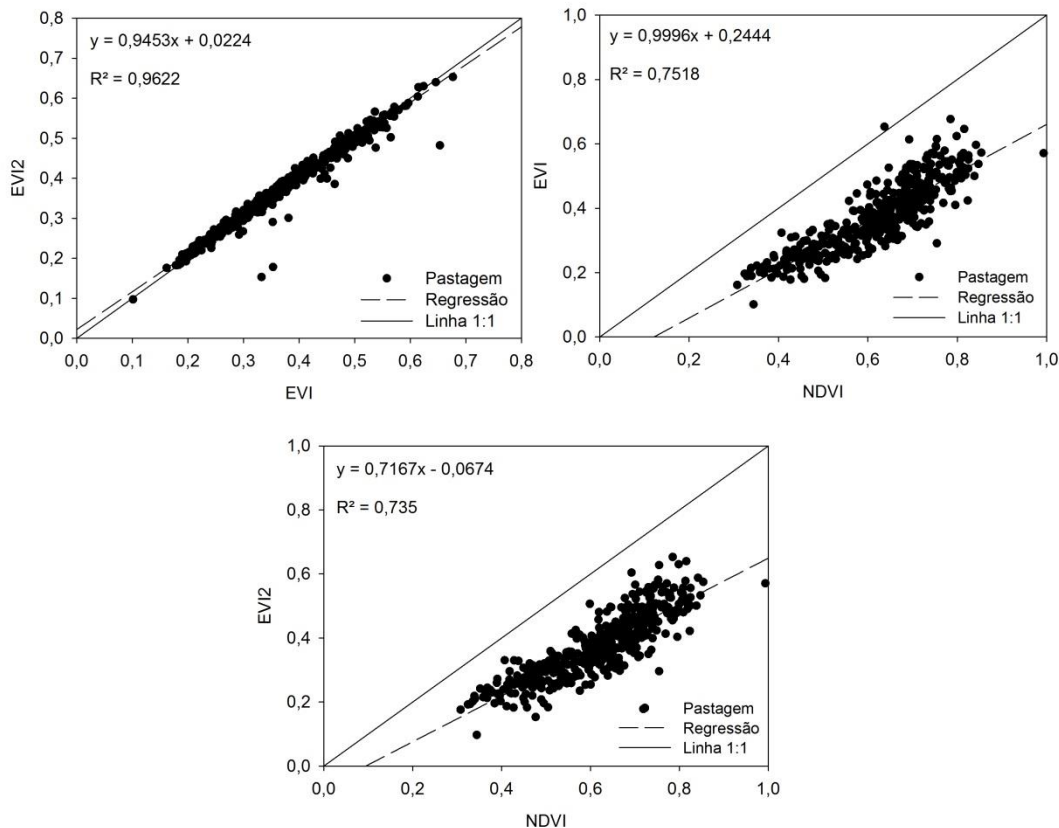 y = 0,9453x + 0,0224
R² = 0,9622
EVI2
0,8
0,7
0,6
0,5
0,4
0,3
0,2
0,1
0,0
Pastagem
Regressão
Linha 1:1
0,0 0,1 0,2 0,3 0,4 0,5 0,6 0,7 0,8
EVI
y = 0,9996x + 0,2444
R² = 0,7518
EVI
1,0
0,8
0,6
0,4
0,2
0,0
Pastagem
Regressão
Linha 1:1
0,0 0,2 0,4 0,6 0,8 1,0
NDVI
y = 0,7167x - 0,0674
R² = 0,735
EVI2
1,0
0,8
0,6
0,4
0,2
0,0
Pastagem
Regressão
Linha 1:1
0,0 0,2 0,4 0,6 0,8 1,0
NDVI